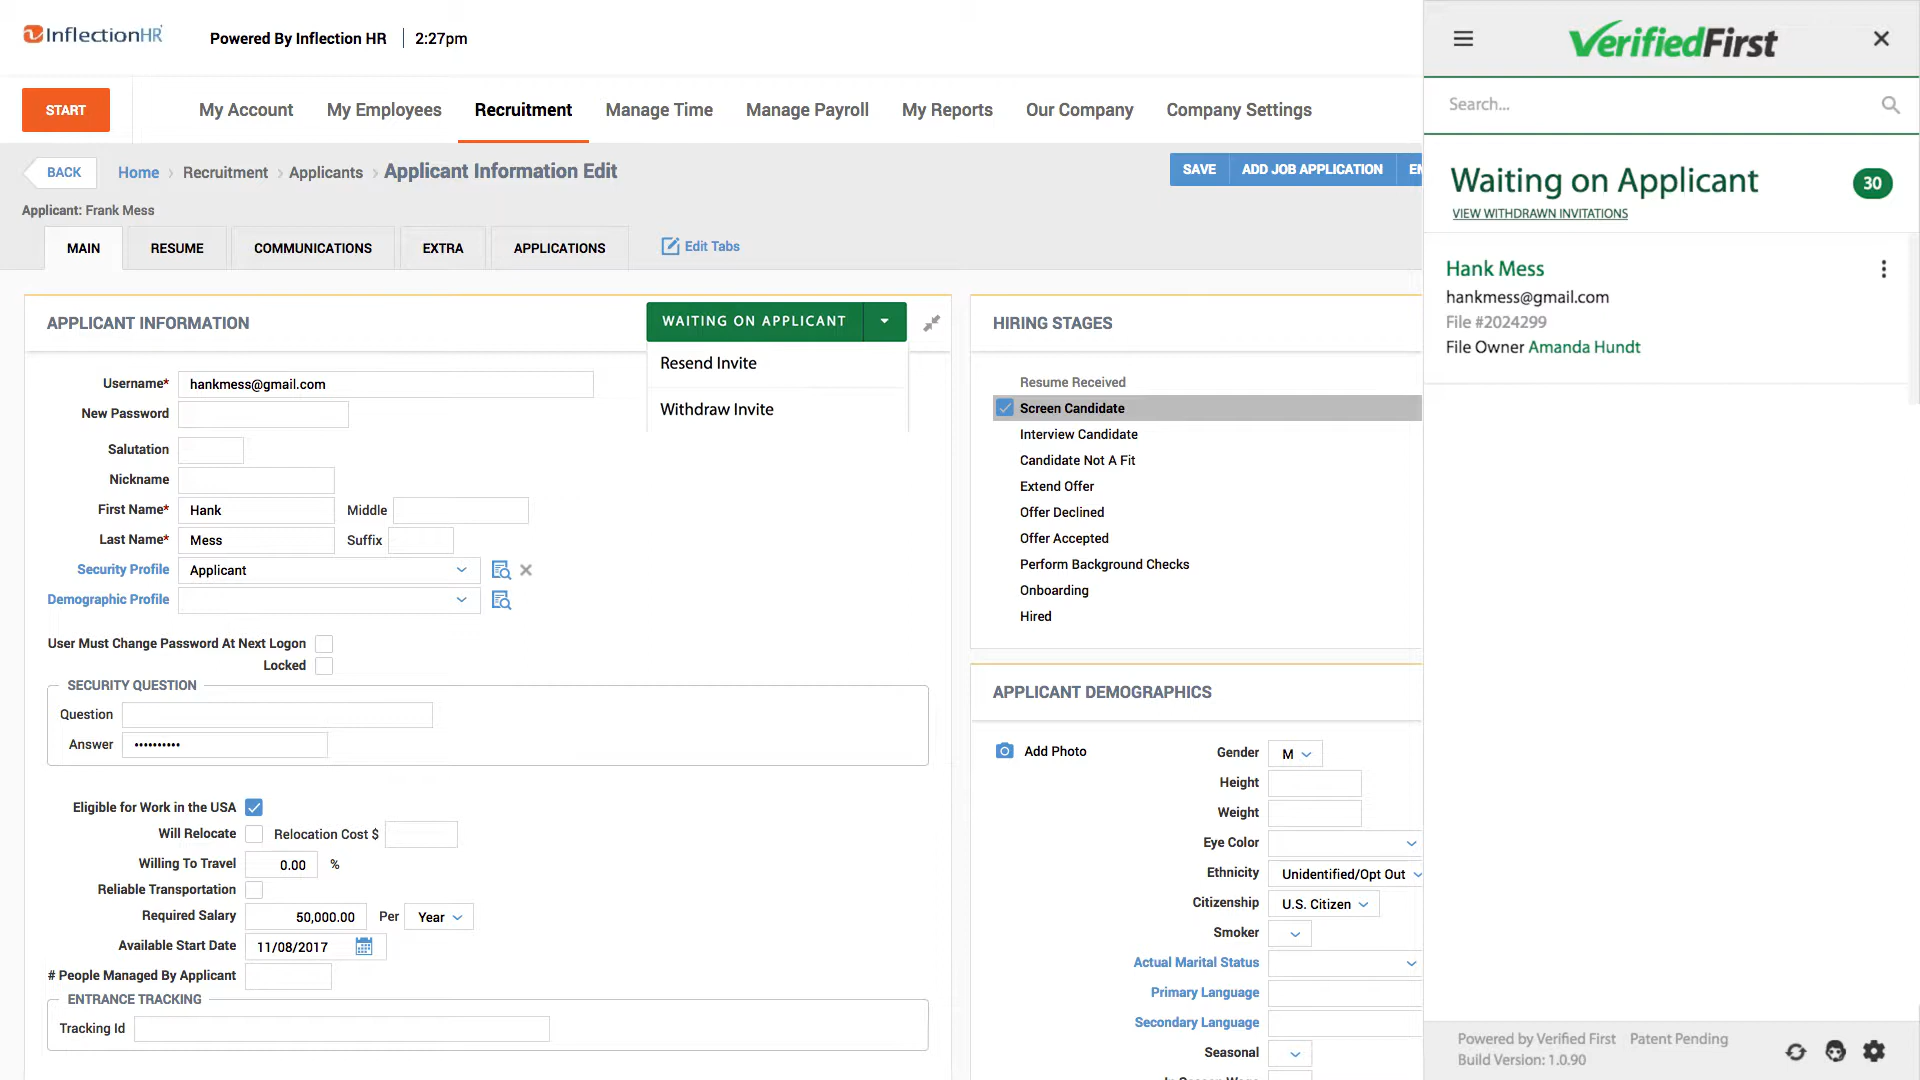 InflectionHR
Powered By Inflection HR
2:27pm
START
My Account
My Employees
Recruitment
Manage Time
Manage Payroll
My Reports
Our Company
Company Settings
BACK
Home › Recruitment › Applicants › Applicant Information Edit
SAVE
ADD JOB APPLICATION
Applicant: Frank Mess
MAIN
RESUME
COMMUNICATIONS
EXTRA
APPLICATIONS
Edit Tabs
APPLICANT INFORMATION
WAITING ON APPLICANT
Resend Invite
Withdraw Invite
Username* hankmess@gmail.com
New Password
Salutation
Nickname
First Name* Hank Middle
Last Name* Mess Suffix
Security Profile Applicant
Demographic Profile
User Must Change Password At Next Logon
Locked
SECURITY QUESTION
Question
Answer ••••••••••
Eligible for Work in the USA
Will Relocate Relocation Cost $
Willing To Travel 0.00 %
Reliable Transportation
Required Salary 50,000.00 Per Year
Available Start Date 11/08/2017
# People Managed By Applicant
ENTRANCE TRACKING
Tracking Id
HIRING STAGES
Resume Received
Screen Candidate
Interview Candidate
Candidate Not A Fit
Extend Offer
Offer Declined
Offer Accepted
Perform Background Checks
Onboarding
Hired
APPLICANT DEMOGRAPHICS
Add Photo
Gender M
Height
Weight
Eye Color
Ethnicity Unidentified/Opt Out
Citizenship U.S. Citizen
Smoker
Actual Marital Status
Primary Language
Secondary Language
Seasonal
VerifiedFirst
Search...
Waiting on Applicant
30
VIEW WITHDRAWN INVITATIONS
Hank Mess
hankmess@gmail.com
File #2024299
File Owner Amanda Hundt
Powered by Verified First Patent Pending
Build Version: 1.0.90